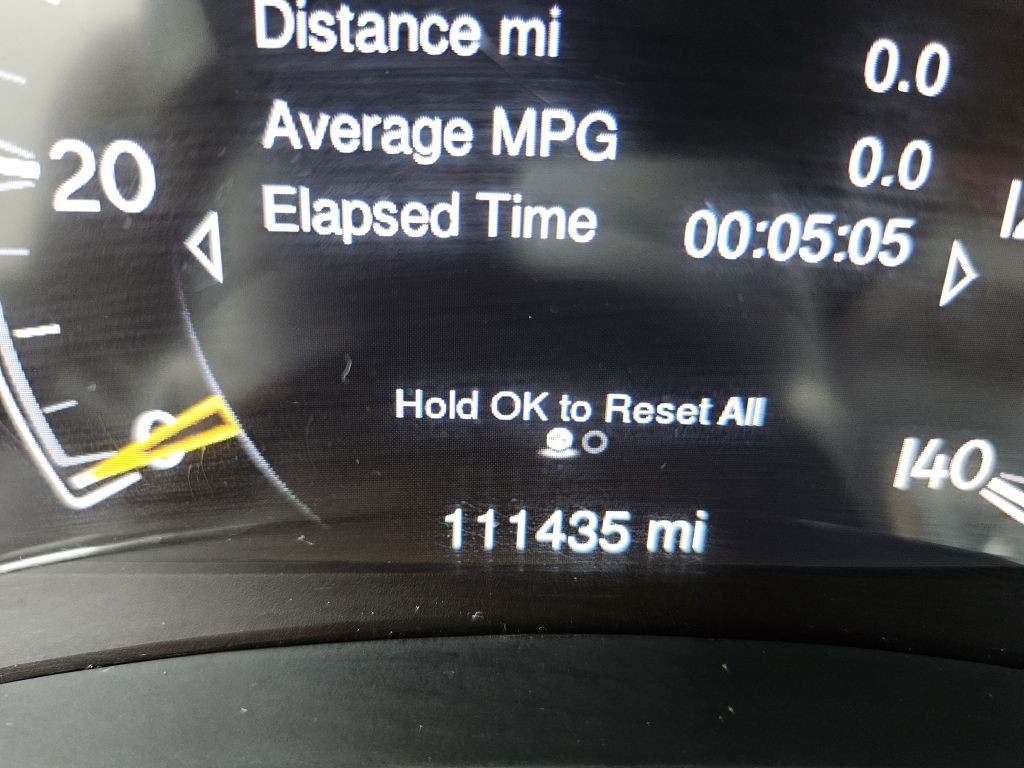 Distance mi 0.0
Average MPG 0.0
20
Elapsed Time 00:05:05
Hold OK to Reset All
0
140
111435 mi